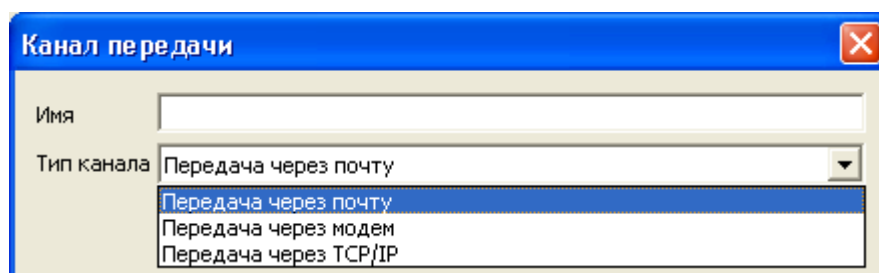 Канал передачи
Имя
Тип канала Передача через почту
Передача через почту
Передача через модем
Передача через TCP/IP